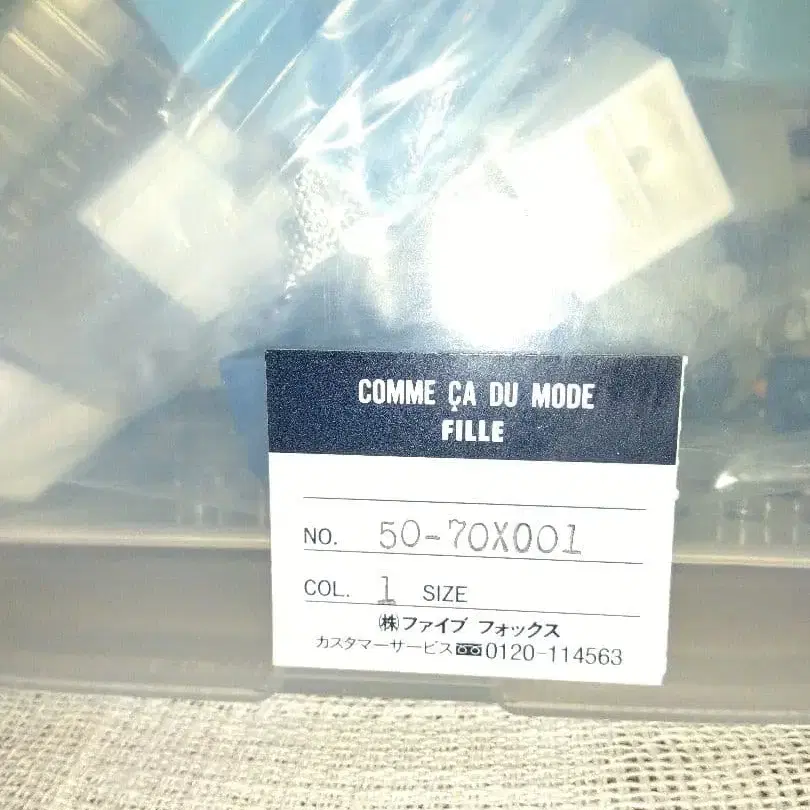 COMME ÇA DU MODE
FILLE
NO. 50-70X001
COL. 1 SIZE
㈱ファイブ フォックス
カスタマーサービス 0120-114563